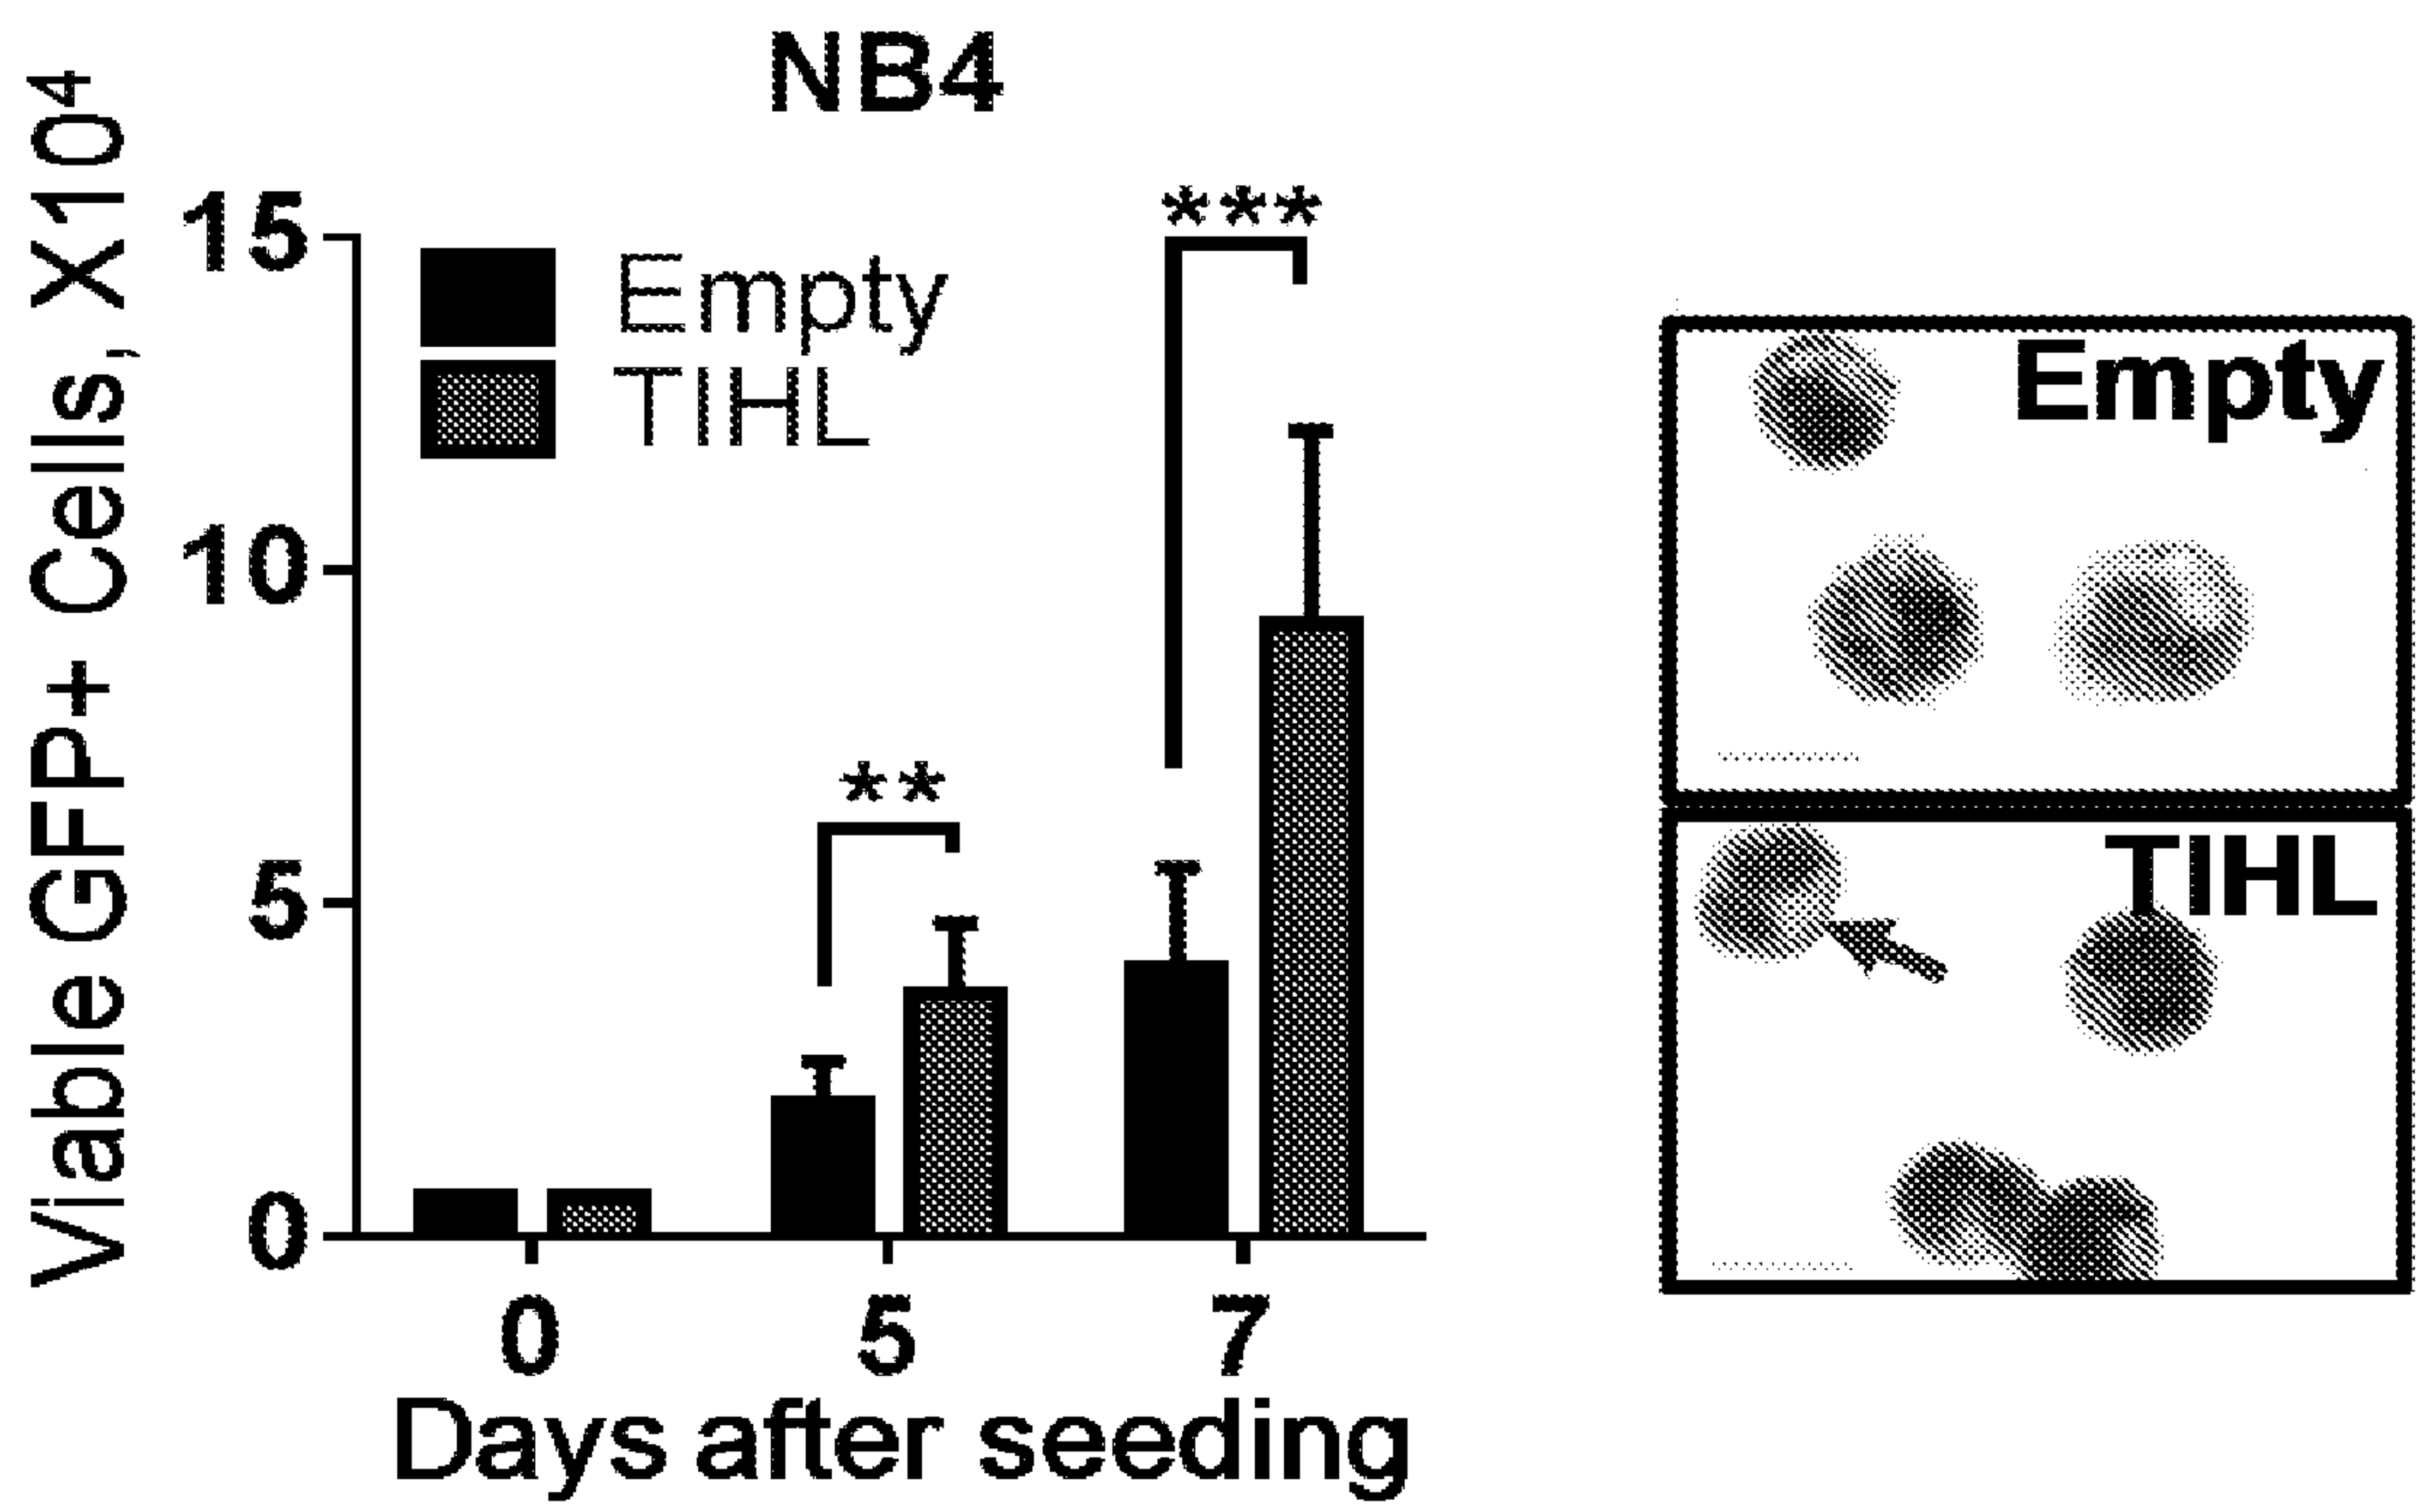 NB4
Viable GFP+ Cells, X10⁴
15
10
5
0
Empty
TIHL
***
**
0 5 7
Days after seeding
Empty
TIHL